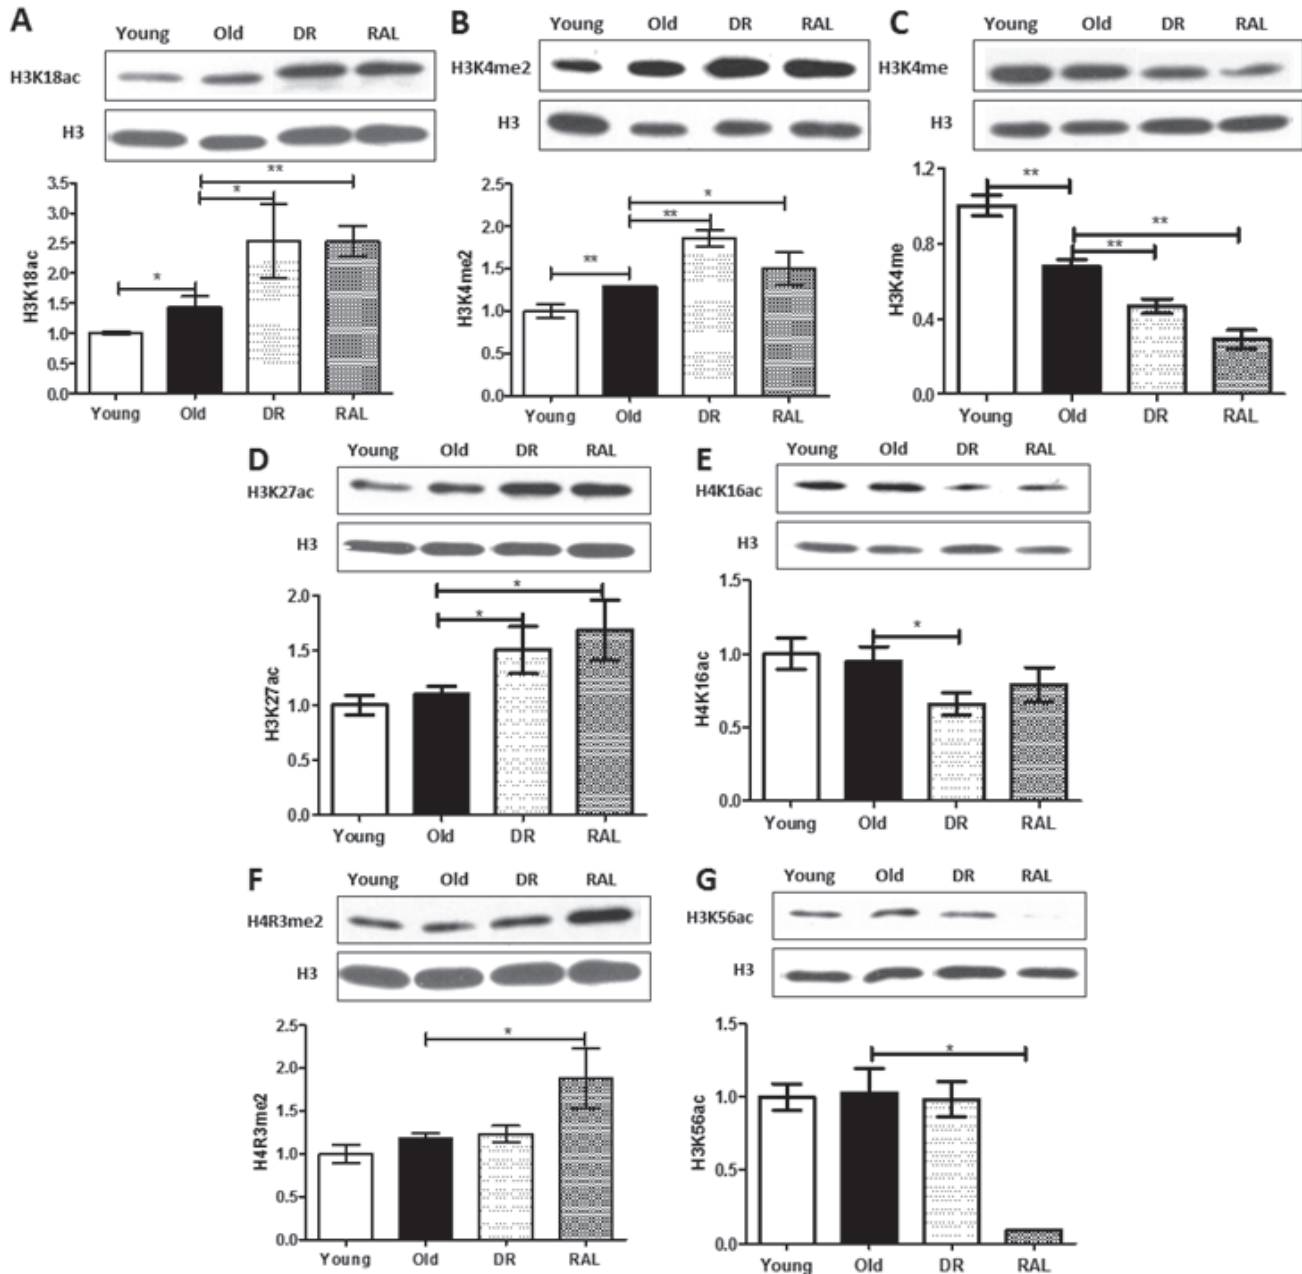 A
Young Old DR RAL
H3K18ac
H3
** 
* 
*
3.5
3.0
2.5
2.0
1.5
1.0
0.5
0.0
H3K18ac
Young Old DR RAL
B
Young Old DR RAL
H3K4me2
H3
*
**
**
2.5
2.0
1.5
1.0
0.5
0.0
H3K4me2
Young Old DR RAL
C
Young Old DR RAL
H3K4me
H3
**
**
**
1.2
0.8
0.4
0.0
H3K4me
Young Old DR RAL
D
Young Old DR RAL
H3K27ac
H3
*
*
2.0
1.5
1.0
0.5
0.0
H3K27ac
Young Old DR RAL
E
Young Old DR RAL
H4K16ac
H3
*
1.5
1.0
0.5
0.0
H4K16ac
Young Old DR RAL
F
Young Old DR RAL
H4R3me2
H3
*
2.5
2.0
1.5
1.0
0.5
0.0
H4R3me2
Young Old DR RAL
G
Young Old DR RAL
H3K56ac
H3
*
1.5
1.0
0.5
0.0
H3K56ac
Young Old DR RAL